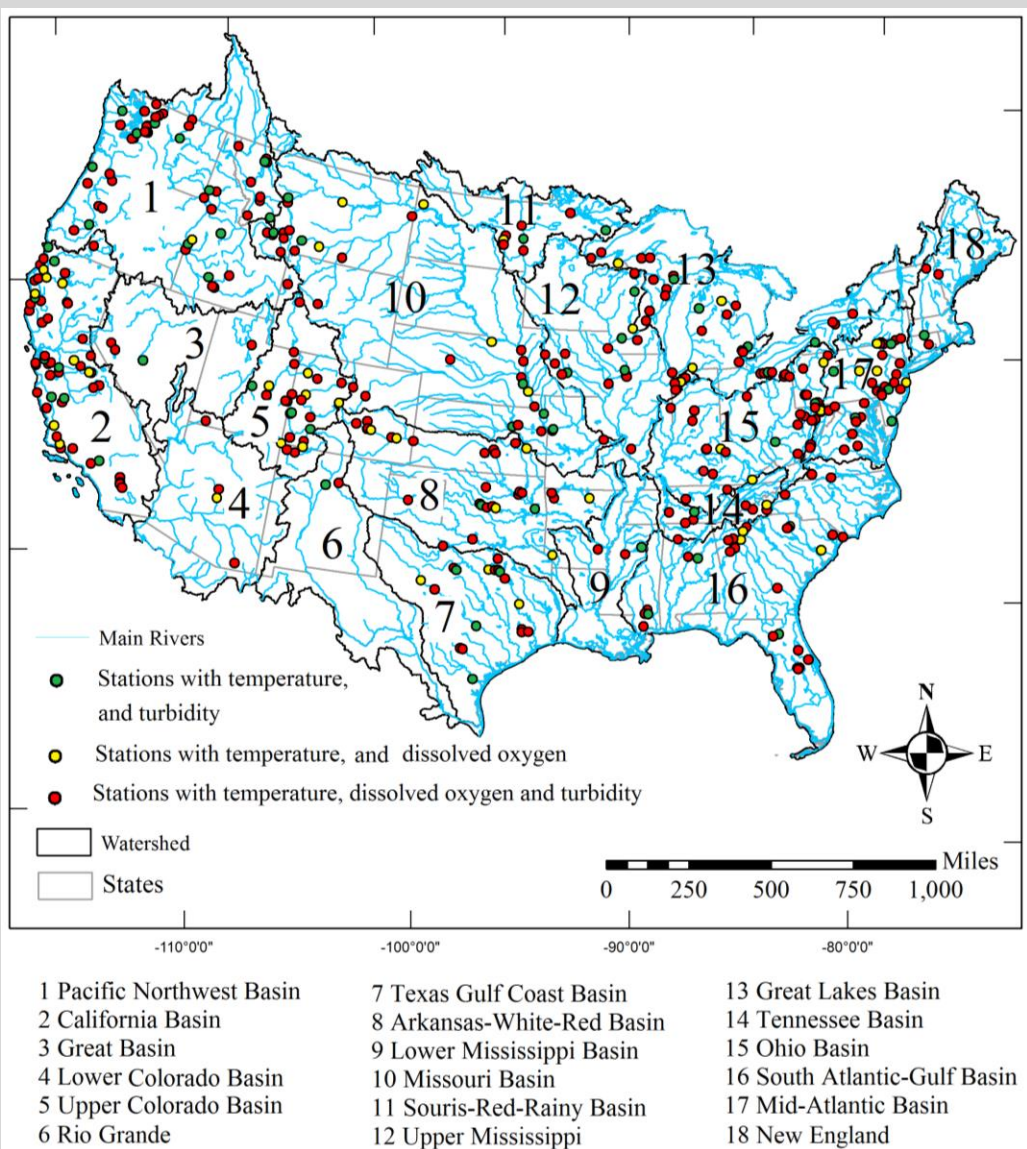 1
2
3
4
5
6
7
8
9
10
11
12
13
14
15
16
17
18
Main Rivers
Stations with temperature,
and turbidity
Stations with temperature, and dissolved oxygen
Stations with temperature, dissolved oxygen and turbidity
Watershed
States
N
W E
S
Miles
0 250 500 750 1,000
-110°0'0" -100°0'0" -90°0'0" -80°0'0"
1 Pacific Northwest Basin
2 California Basin
3 Great Basin
4 Lower Colorado Basin
5 Upper Colorado Basin
6 Rio Grande
7 Texas Gulf Coast Basin
8 Arkansas-White-Red Basin
9 Lower Mississippi Basin
10 Missouri Basin
11 Souris-Red-Rainy Basin
12 Upper Mississippi
13 Great Lakes Basin
14 Tennessee Basin
15 Ohio Basin
16 South Atlantic-Gulf Basin
17 Mid-Atlantic Basin
18 New England